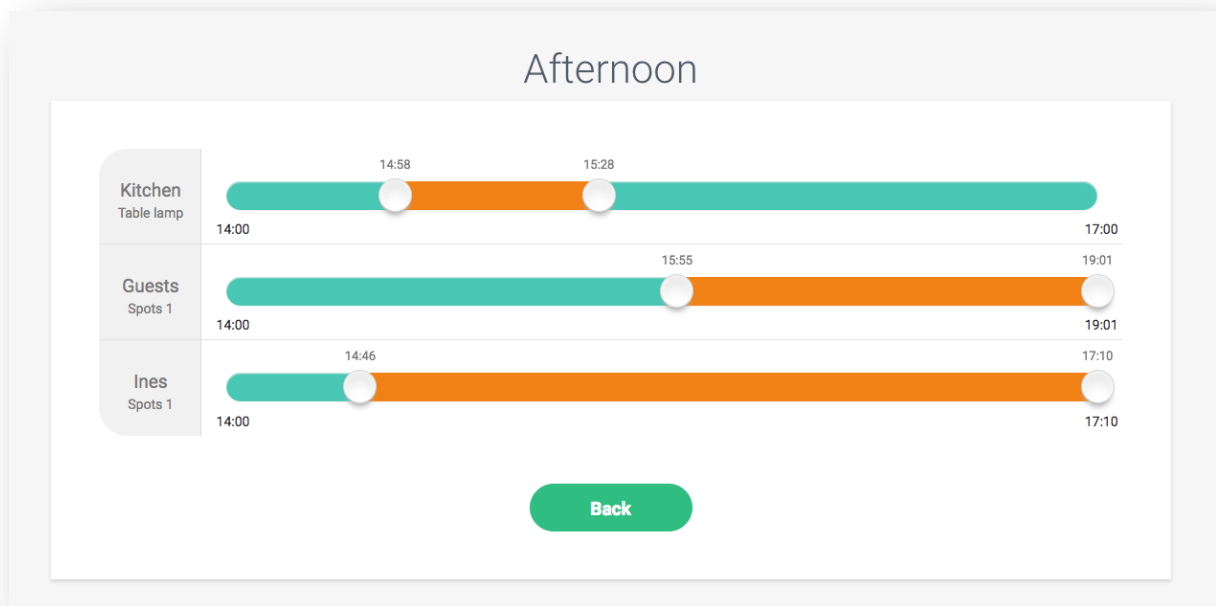 Afternoon
14:58 15:28
Kitchen
Table lamp
14:00 17:00
15:55 19:01
Guests
Spots 1
14:00 19:01
14:46 17:10
Ines
Spots 1
14:00 17:10
Back